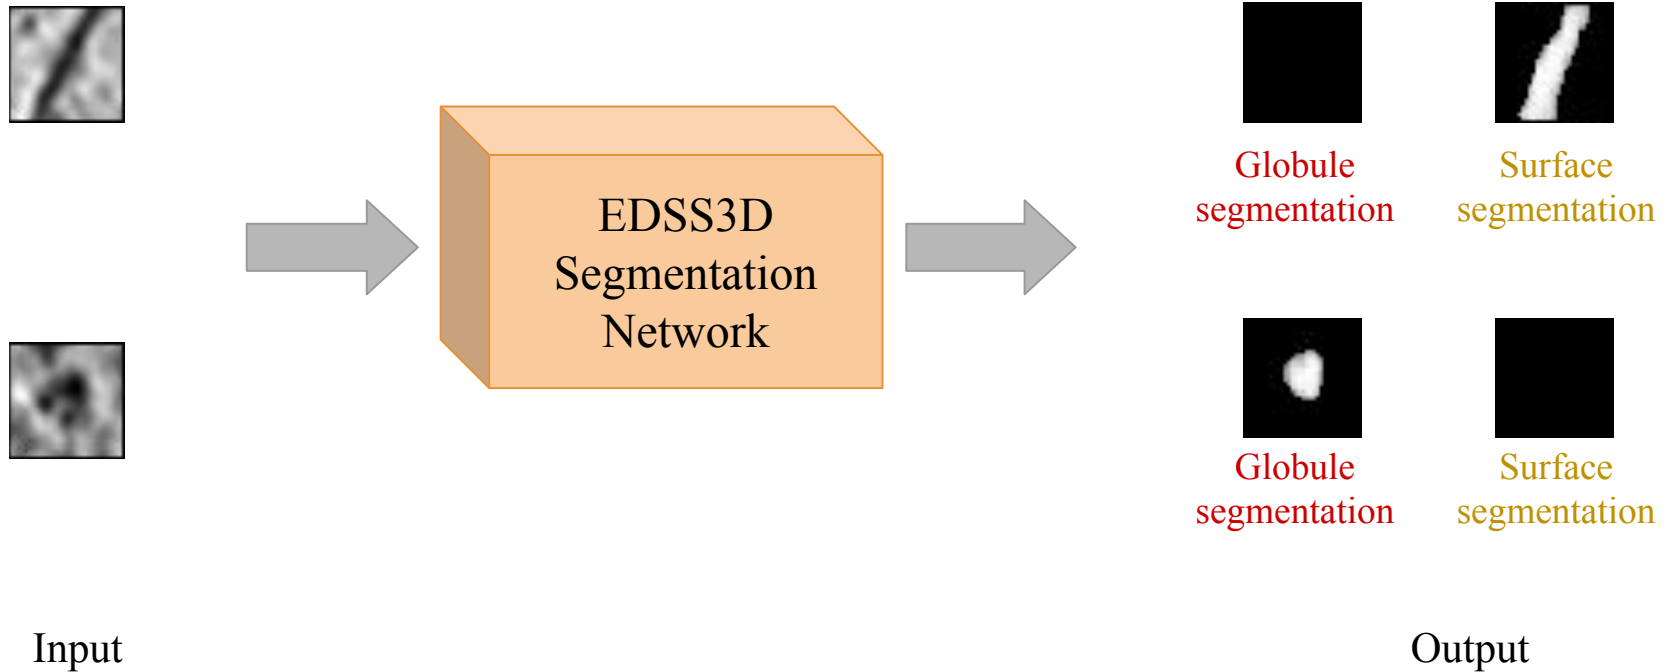 EDSS3D
Segmentation
Network
Globule
segmentation
Surface
segmentation
Globule
segmentation
Surface
segmentation
Input
Output